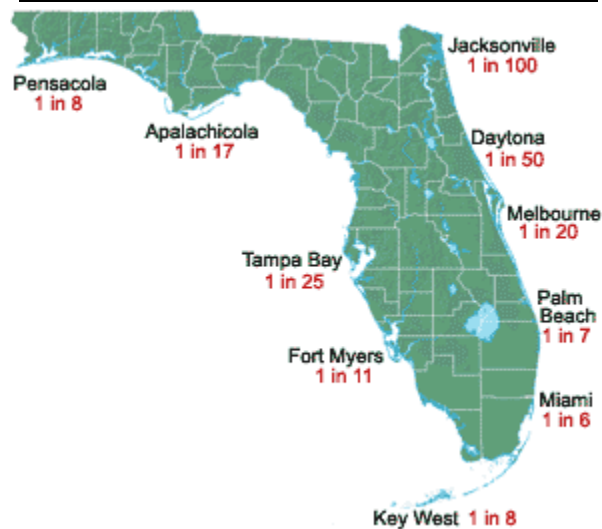 Jacksonville
1 in 100
Pensacola
1 in 8
Apalachicola
1 in 17
Daytona
1 in 50
Melbourne
1 in 20
Tampa Bay
1 in 25
Palm
Beach
1 in 7
Fort Myers
1 in 11
Miami
1 in 6
Key West 1 in 8